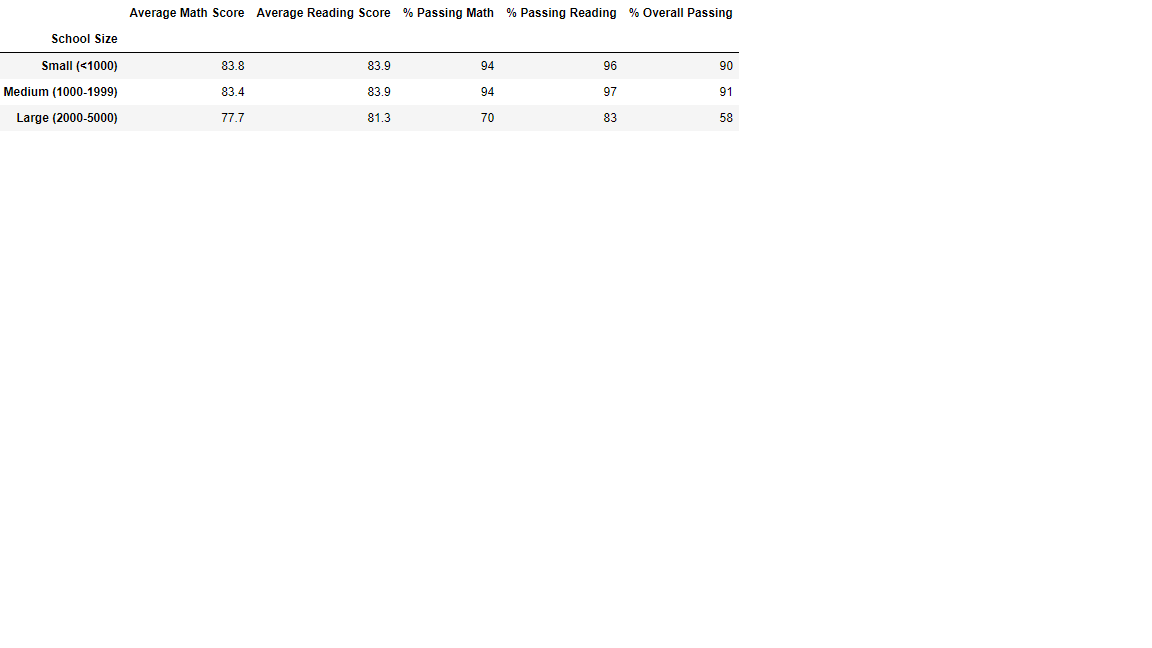 Average Math Score Average Reading Score % Passing Math % Passing Reading % Overall Passing
School Size
Small (<1000) 83.8 83.9 94 96 90
Medium (1000-1999) 83.4 83.9 94 97 91
Large (2000-5000) 77.7 81.3 70 83 58